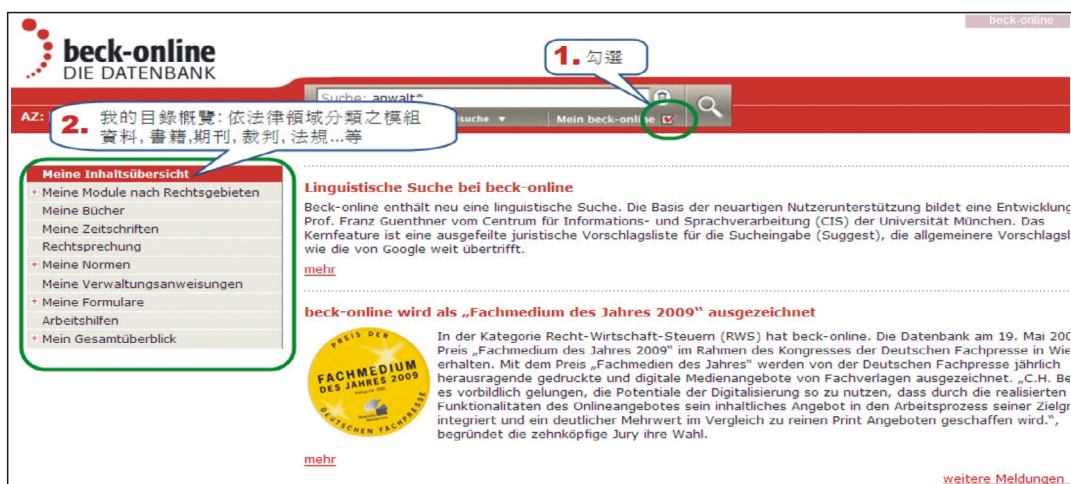 beck-online
beck-online
DIE DATENBANK
1. 勾選
Suche: anwalt*
AZ:
suche ▼ Mein beck-online
2. 我的目錄概覽: 依法律領域分類之模組
資料, 書籍,期刊, 裁判, 法規...等
Meine Inhaltsübersicht
+ Meine Module nach Rechtsgebieten
Meine Bücher
Meine Zeitschriften
Rechtsprechung
+ Meine Normen
Meine Verwaltungsanweisungen
+ Meine Formulare
Arbeitshilfen
+ Mein Gesamtüberblick
Linguistische Suche bei beck-online
Beck-online enthält neu eine linguistische Suche. Die Basis der neuartigen Nutzerunterstützung bildet eine Entwicklung
Prof. Franz Guenthner vom Centrum für Informations- und Sprachverarbeitung (CIS) der Universität München. Das
Kernfeature ist eine ausgefeilte juristische Vorschlagsliste für die Sucheingabe (Suggest), die allgemeinere Vorschlagsl
wie die von Google weit übertrifft.
mehr
beck-online wird als „Fachmedium des Jahres 2009" ausgezeichnet
PREIS DER
FACHMEDIUM
DES JAHRES 2009
DEUTSCHEN FACHPRESSE
In der Kategorie Recht-Wirtschaft-Steuern (RWS) hat beck-online. Die Datenbank am 19. Mai 200
Preis „Fachmedium des Jahres 2009" im Rahmen des Kongresses der Deutschen Fachpresse in Wie
erhalten. Mit dem Preis „Fachmedien des Jahres" werden von der Deutschen Fachpresse jährlich
herausragende gedruckte und digitale Medienangebote von Fachverlagen ausgezeichnet. „C.H. Be
es vorbildlich gelungen, die Potentiale der Digitalisierung so zu nutzen, dass durch die realisierten
Funktionalitäten des Onlineangebotes sein inhaltliches Angebot in den Arbeitsprozess seiner Zielgr
integriert und ein deutlicher Mehrwert im Vergleich zu reinen Print Angeboten geschaffen wird.",
begründet die zehnköpfige Jury ihre Wahl.
mehr
weitere Meldungen